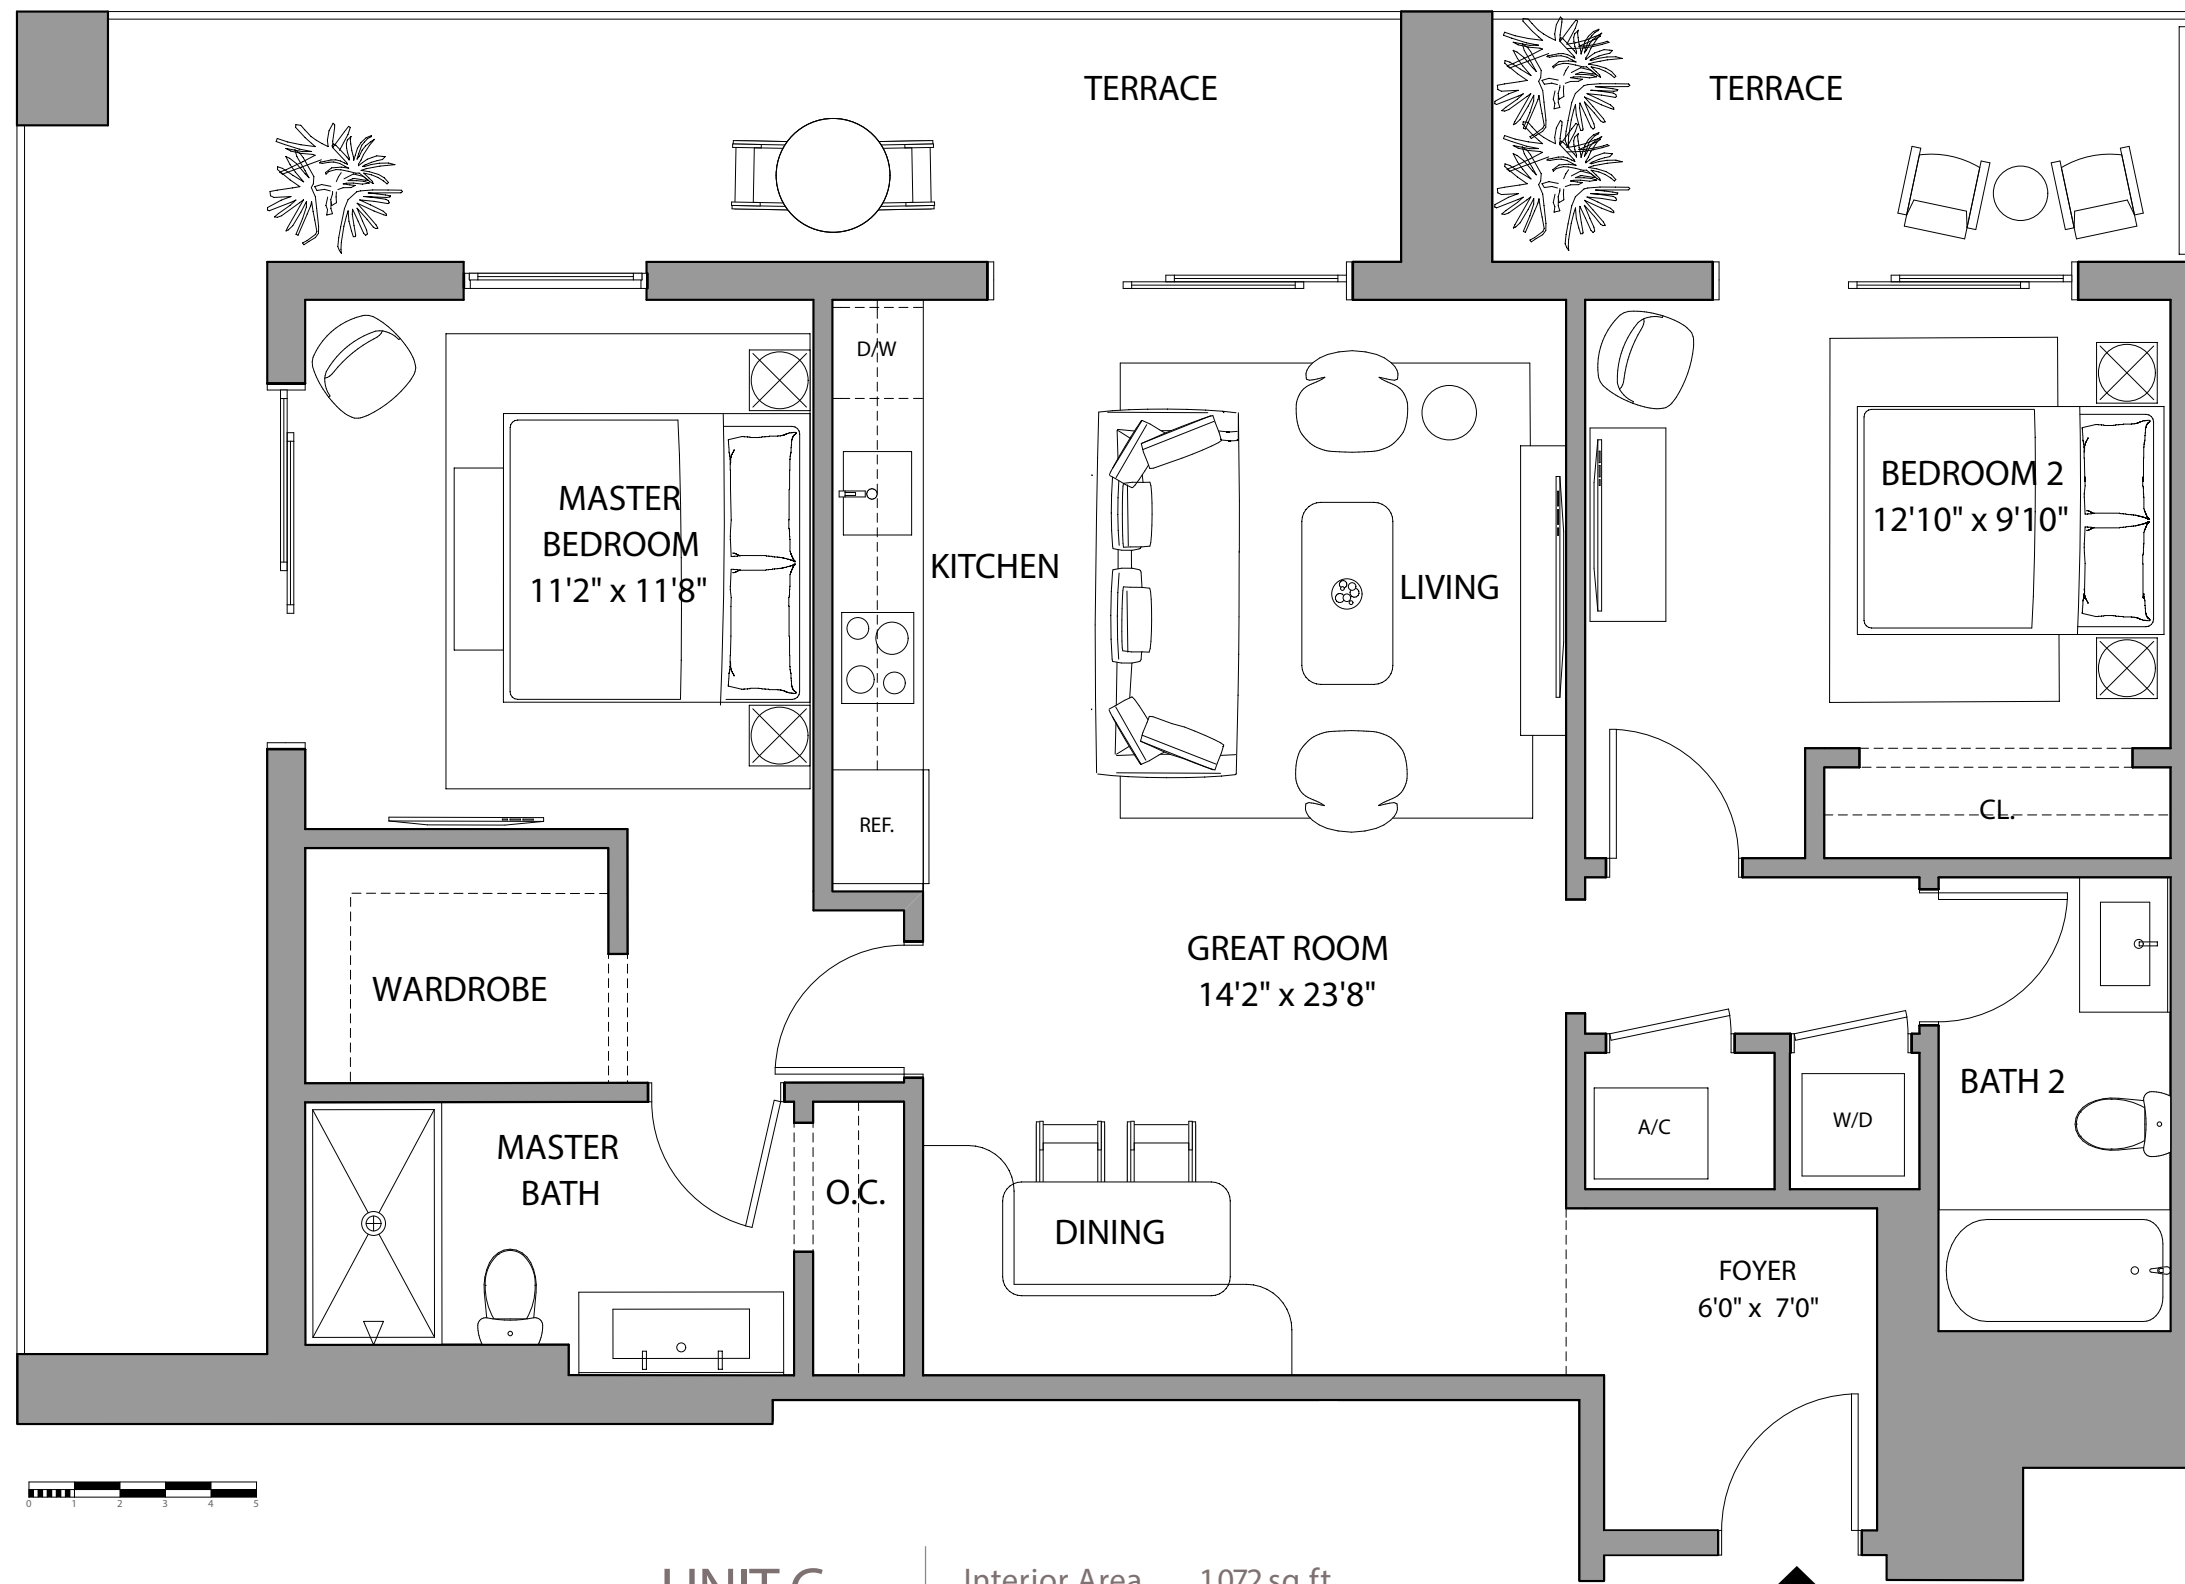 TERRACE
TERRACE
D/W
MASTER
BEDROOM
11'2" x 11'8"
KITCHEN
LIVING
BEDROOM 2
12'10" x 9'10"
REF.
CL.
WARDROBE
GREAT ROOM
14'2" x 23'8"
MASTER
BATH
O.C.
DINING
A/C
W/D
BATH 2
FOYER
6'0" x 7'0"
0 1 2 3 4 5
UNIT
Interior Area 1072 sq ft